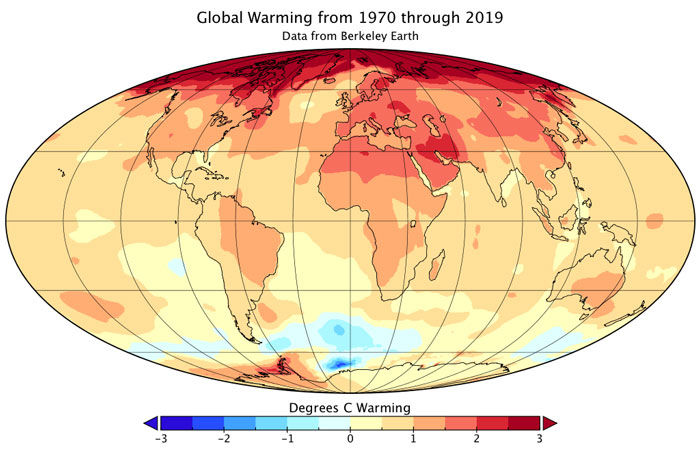 Global Warming from 1970 through 2019
Data from Berkeley Earth
Degrees C Warming
-3 -2 -1 0 1 2 3